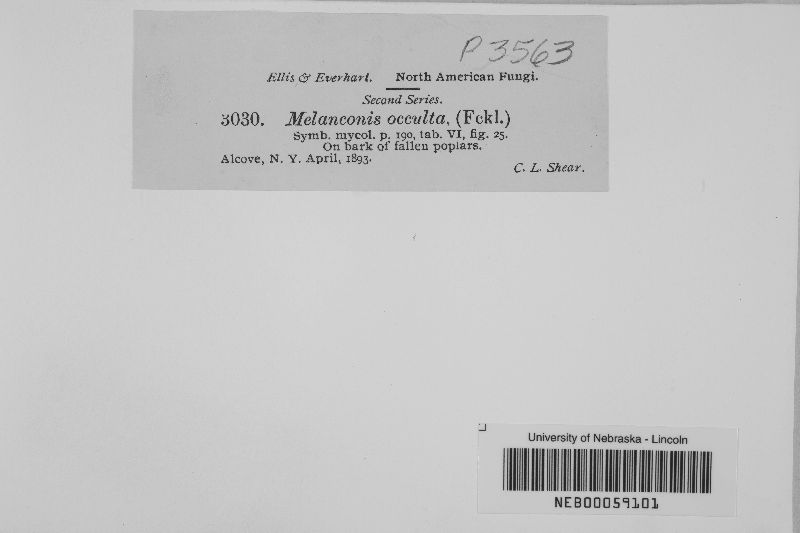 P 3563
Ellis & Everhart. North American Fungi.
Second Series.
3030. Melanconis occulta, (Fckl.)
Symb. mycol. p. 190, tab. VI, fig. 25.
On bark of fallen poplars.
Alcove, N. Y. April, 1893.
C. L. Shear.
University of Nebraska - Lincoln
NEB00059101